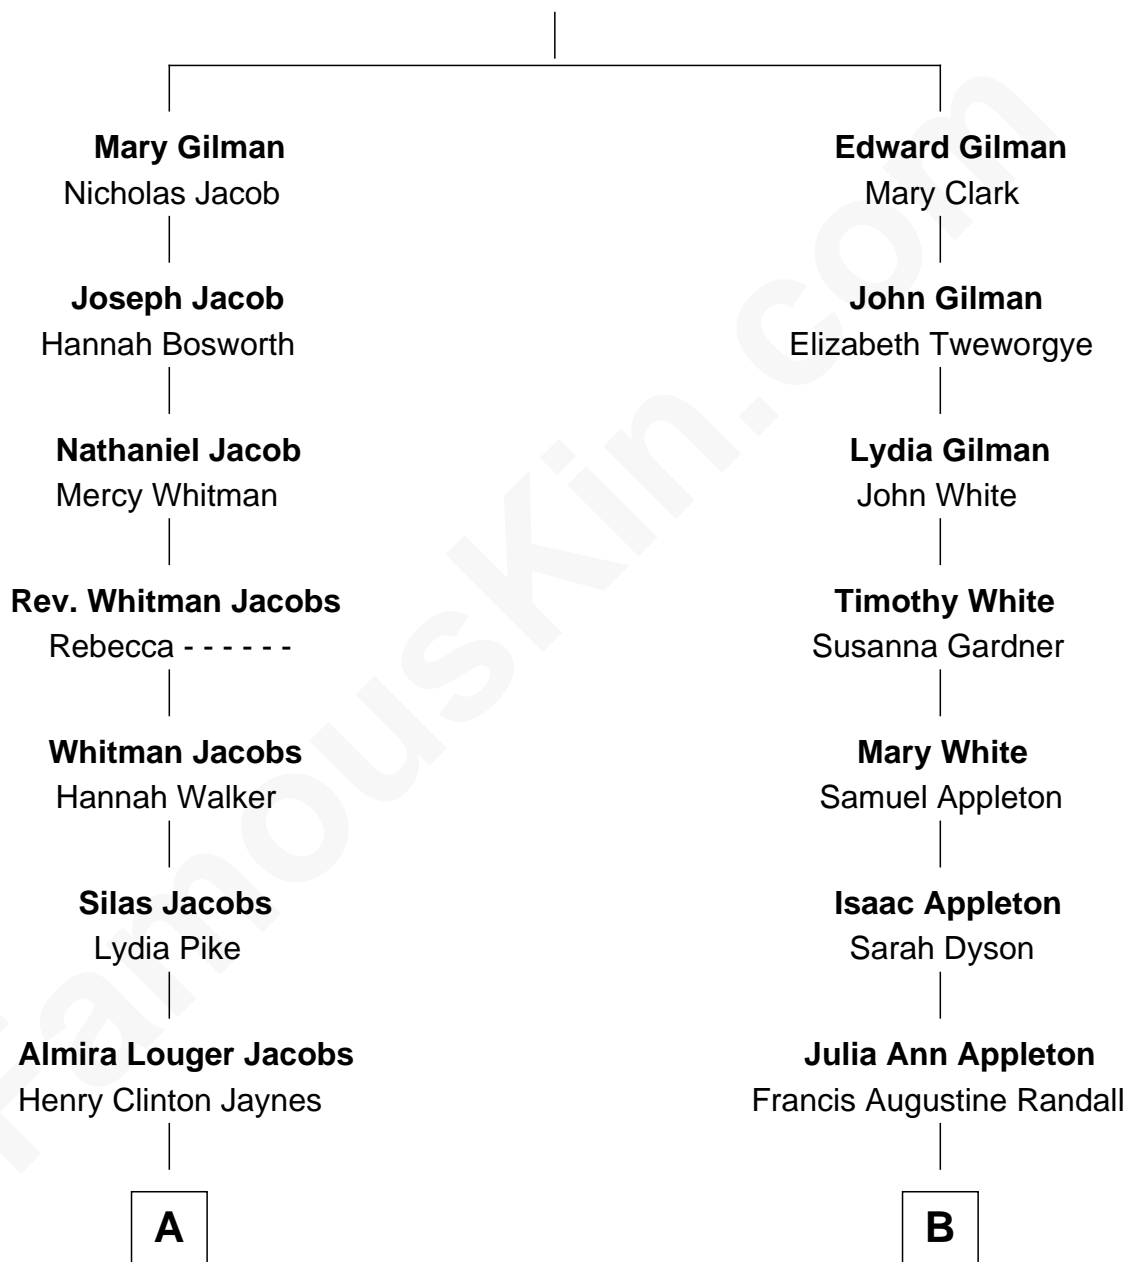 Mary Gilman
Nicholas Jacob
Edward Gilman
Mary Clark
Joseph Jacob
Hannah Bosworth
John Gilman
Elizabeth Tweworgye
Nathaniel Jacob
Mercy Whitman
Lydia Gilman
John White
Rev. Whitman Jacobs
Rebecca - - - - - -
Timothy White
Susanna Gardner
Whitman Jacobs
Hannah Walker
Mary White
Samuel Appleton
Silas Jacobs
Lydia Pike
Isaac Appleton
Sarah Dyson
Almira Louger Jacobs
Henry Clinton Jaynes
Julia Ann Appleton
Francis Augustine Randall
A
B
FamousKin.com